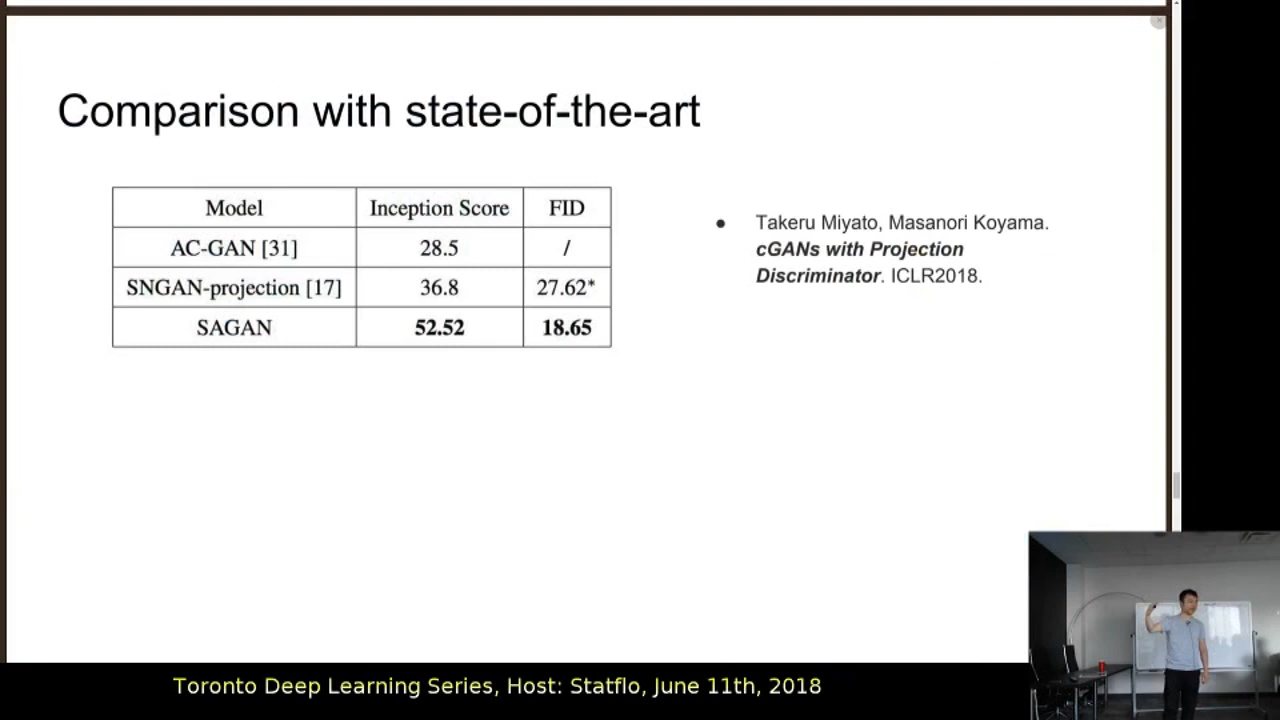 Comparison with state-of-the-art
Model Inception Score FID
AC-GAN [31] 28.5 /
SNGAN-projection [17] 36.8 27.62*
SAGAN 52.52 18.65
● Takeru Miyato, Masanori Koyama.
cGANs with Projection
Discriminator. ICLR2018.
Toronto Deep Learning Series, Host: Statflo, June 11th, 2018